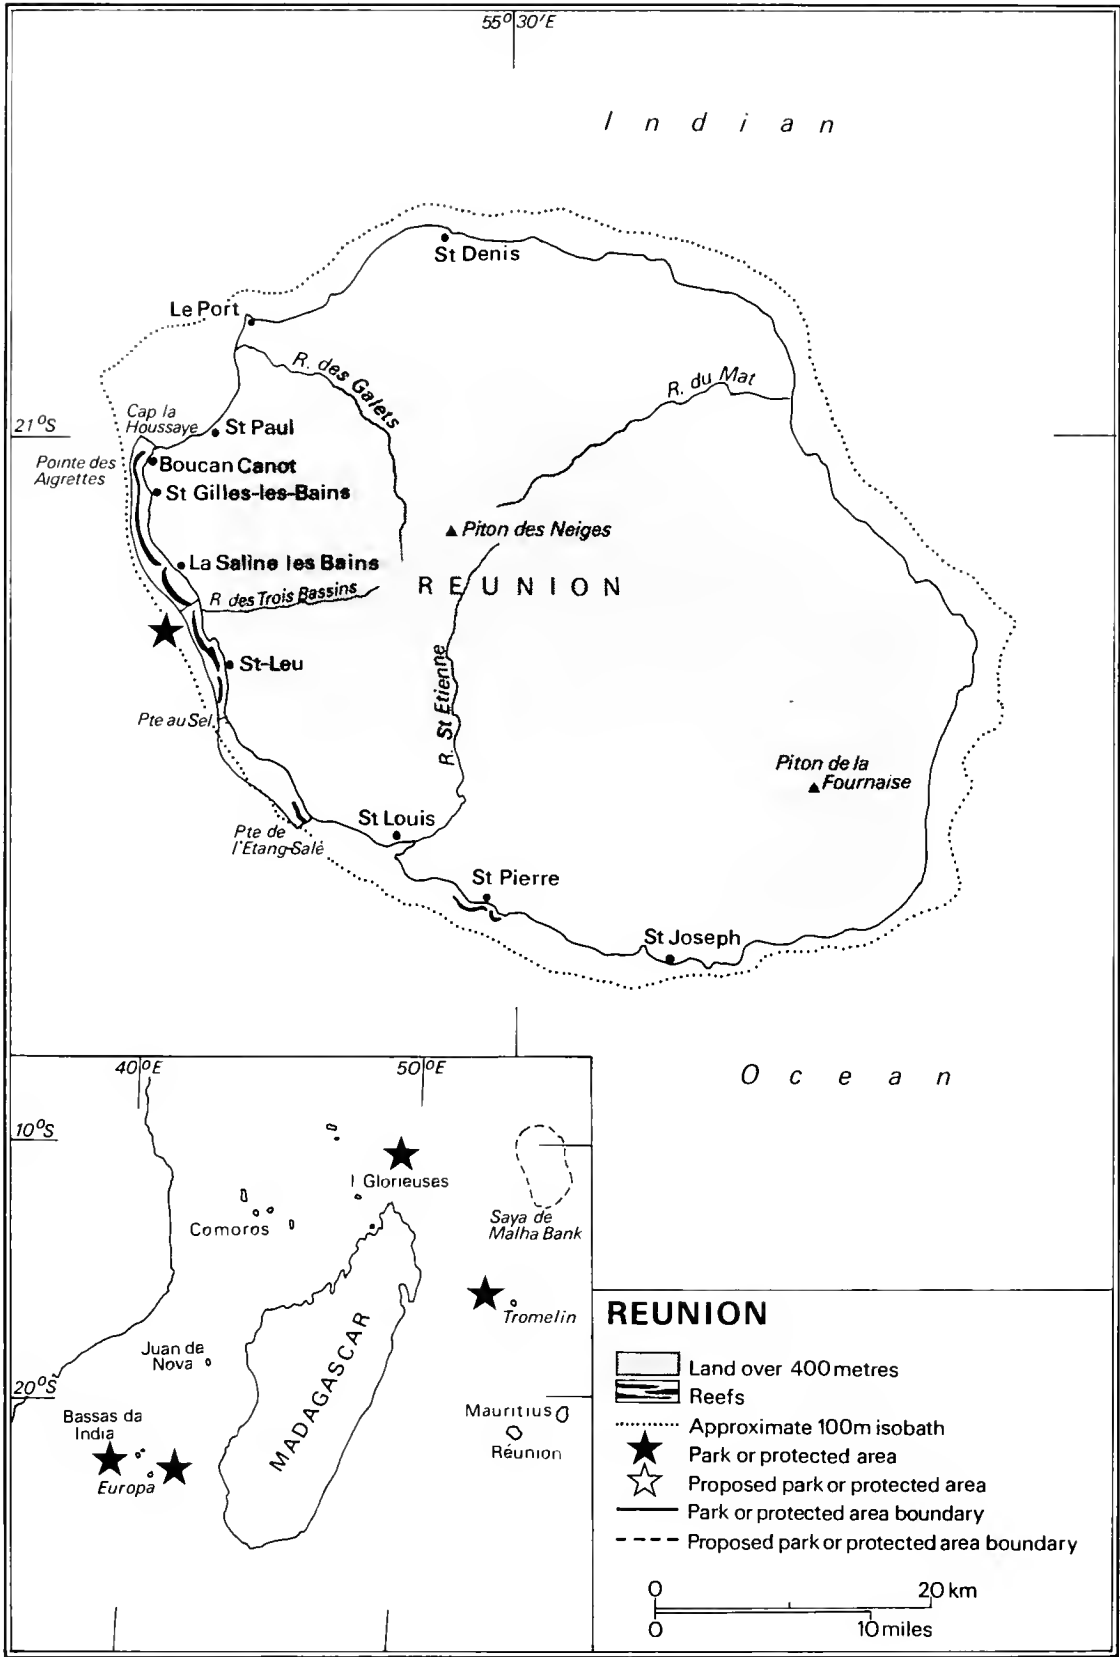 55°30'E
Indian
St Denis
Le Port
R. des Galets
R. du Mat
21°S
Cap la
Houssaye
St Paul
Pointe des
Aigrettes
Boucan Canot
St Gilles-les-Bains
Piton des Neiges
La Saline les Bains
REUNION
R des Trois Bassins
St-Leu
R. St Etienne
Pte au Sel
Piton de la
Fournaise
St Louis
Pte de
l'Etang-Salé
St Pierre
St Joseph
Ocean
40°E
50°E
10°S
I Glorieuses
Comoros
Saya de
Malha Bank
Tromelin
Juan de
Nova
MADAGASCAR
20°S
Bassas da
India
Europa
Mauritius
Réunion
REUNION
Land over 400 metres
Reefs
Approximate 100m isobath
Park or protected area
Proposed park or protected area
Park or protected area boundary
Proposed park or protected area boundary
0 20 km
0 10 miles